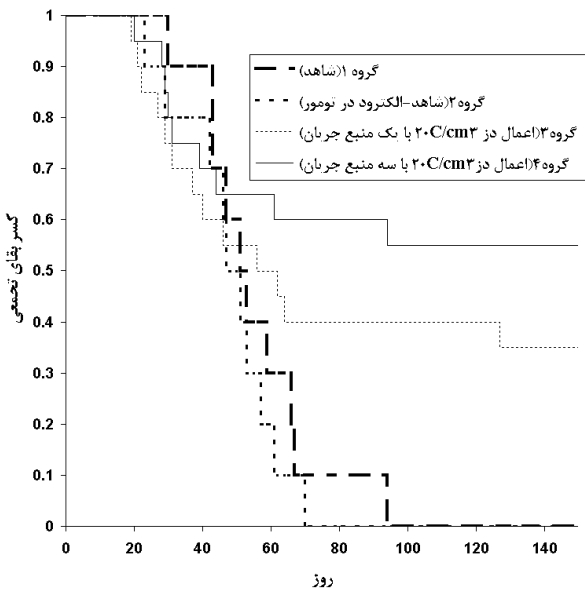 1
0.9
0.8
0.7
0.6
0.5
0.4
0.3
0.2
0.1
0
0 20 40 60 80 100 120 140
کسر بقای تجمعی
روز
گروه ۱(شاهد)
گروه۲(شاهد-الکترود در تومور)
گروه۳(اعمال دز ۲۰C/cm۳ با یک منبع جریان)
گروه۴(اعمال دز ۲۰C/cm۳ با سه منبع جریان)